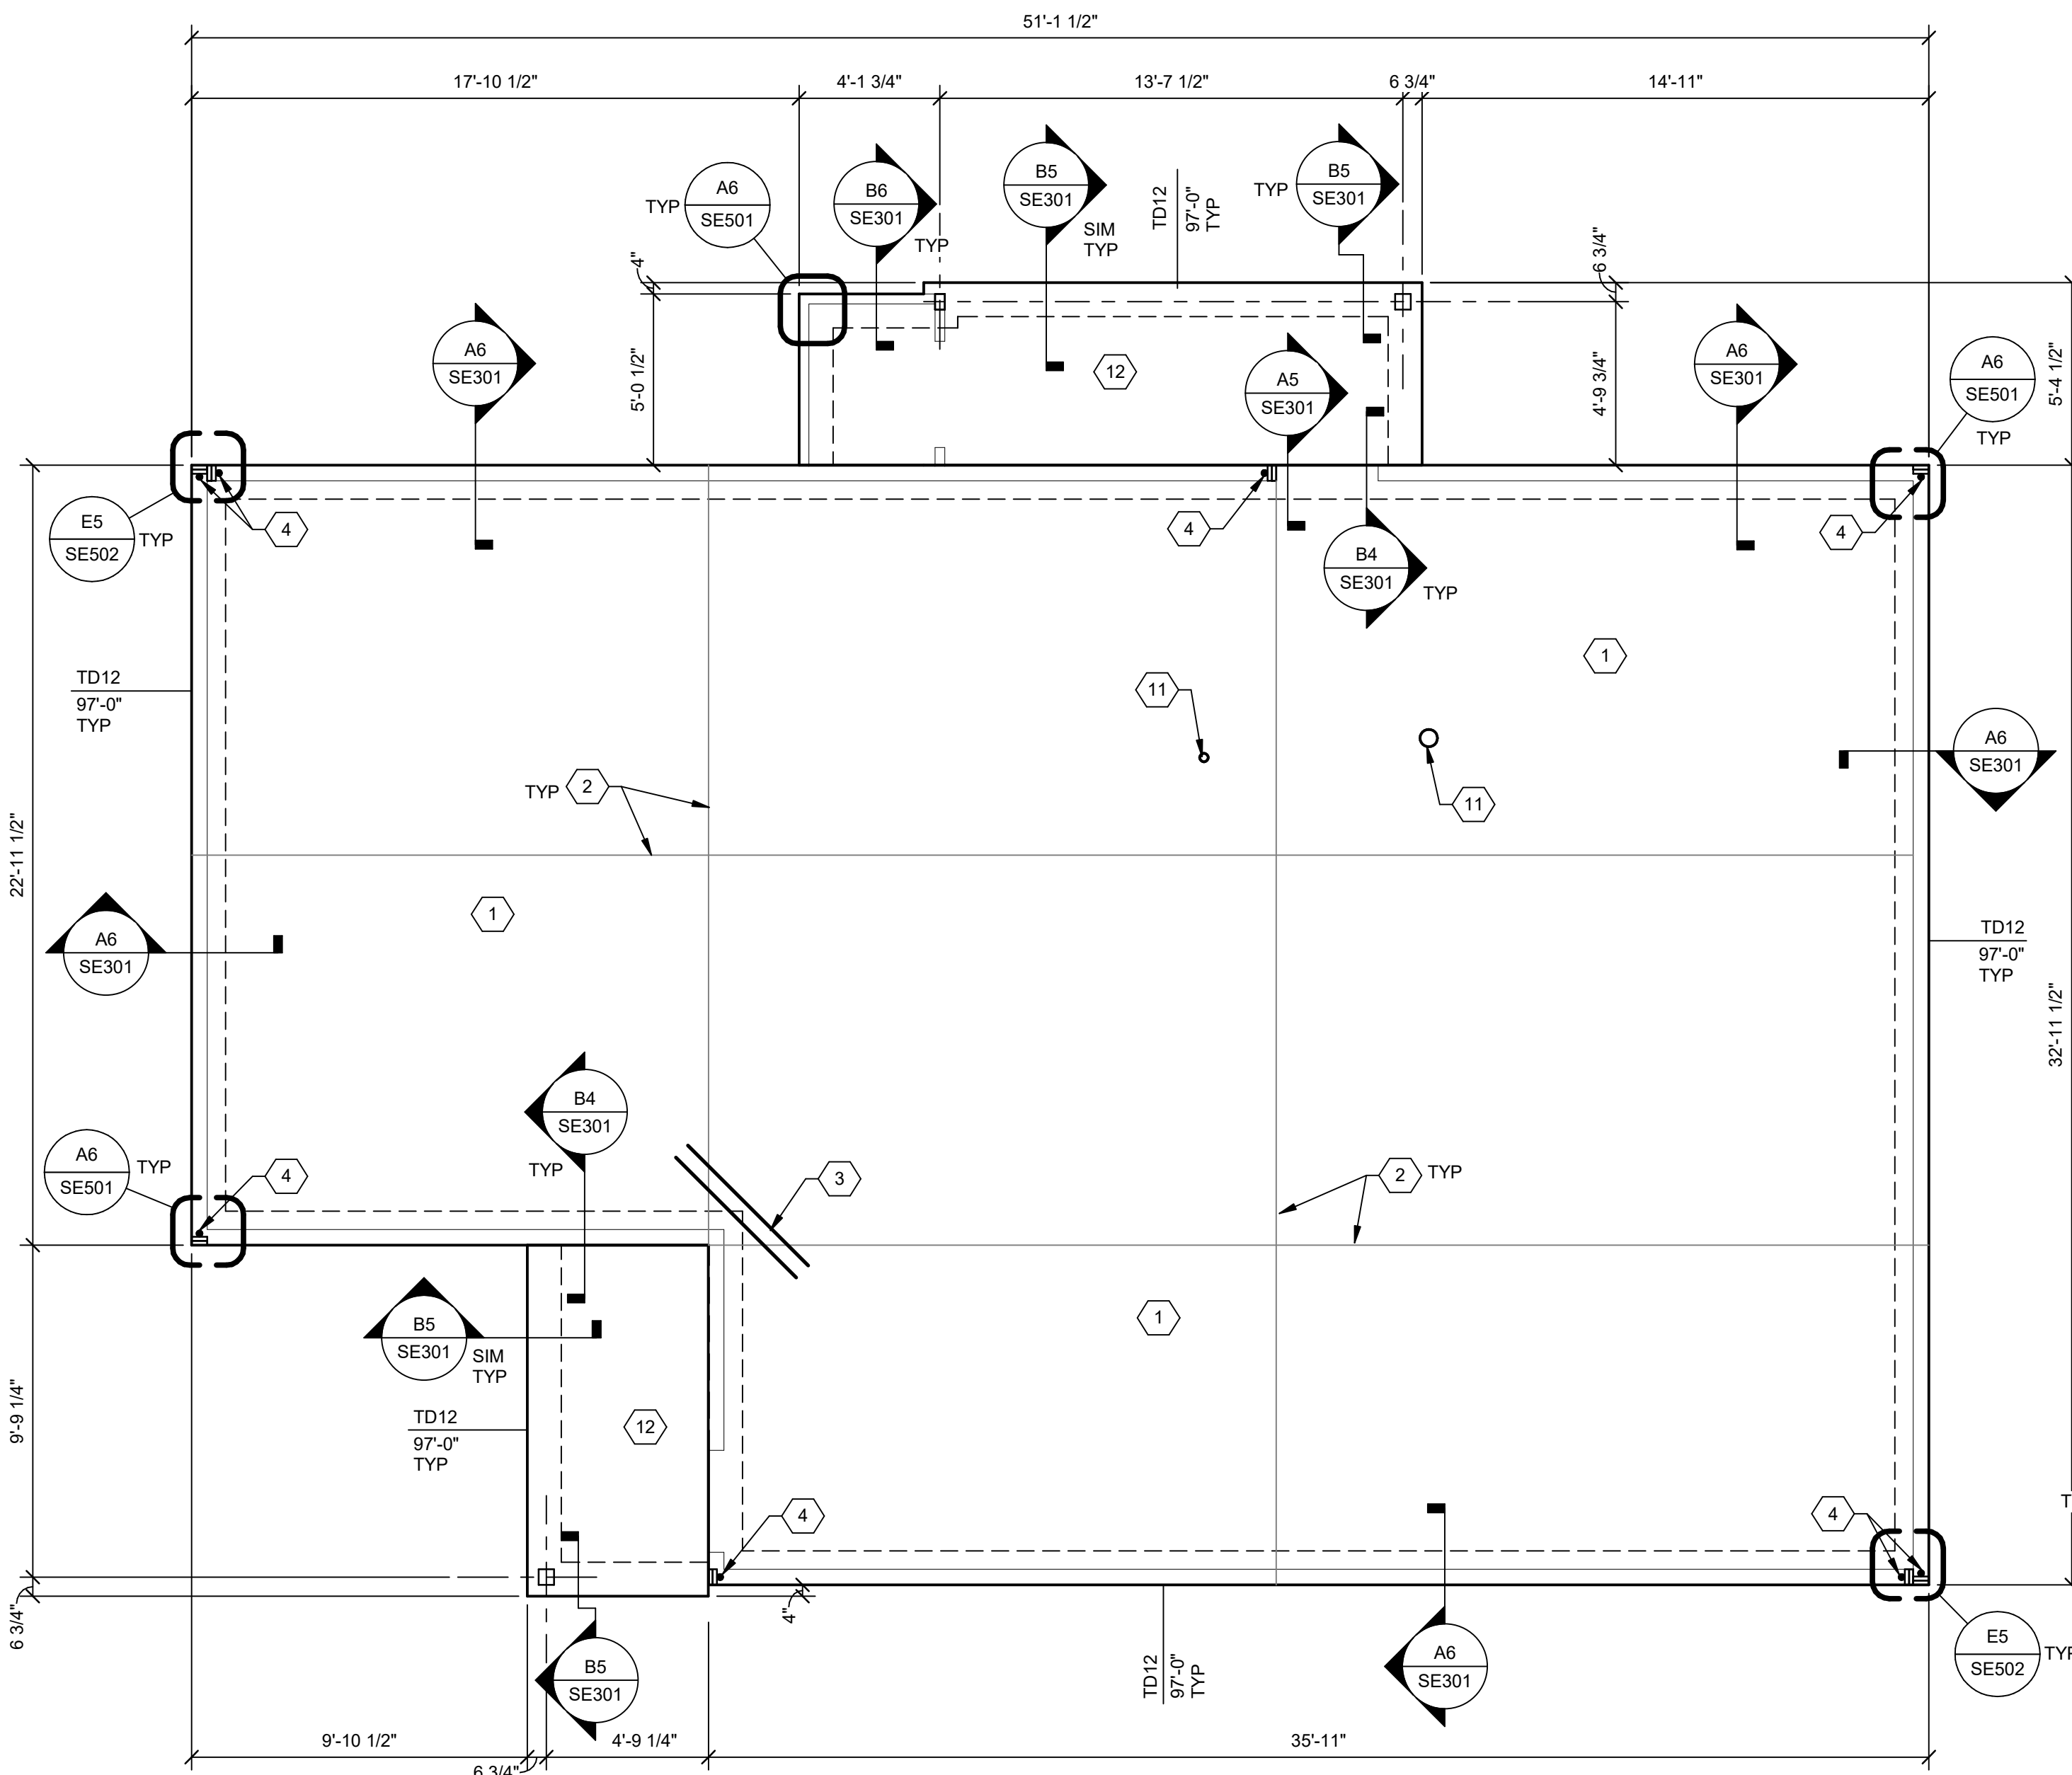 51'-1 1/2"
17'-10 1/2"
4'-1 3/4"
13'-7 1/2"
6 3/4"
14'-11"
A6
SE501
TYP
B6
SE301
TYP
B5
SE301
SIM
TYP
TD12
97'-0"
TYP
B5
SE301
TYP
4"
6 3/4"
5'-0 1/2"
4'-9 3/4"
5'-4 1/2"
A6
SE301
12
A5
SE301
A6
SE301
A6
SE501
TYP
E5
SE502
TYP
4
4
B4
SE301
TYP
4
1
TD12
97'-0"
TYP
11
11
TYP
2
A6
SE301
22'-11 1/2"
1
A6
SE301
TD12
97'-0"
TYP
32'-11 1/2"
B4
SE301
TYP
A6
SE501
TYP
4
3
2
TYP
B5
SE301
SIM
TYP
1
9'-9 1/4"
TD12
97'-0"
TYP
12
4
4
6 3/4"
4"
B5
SE301
TD12
97'-0"
TYP
A6
SE301
E5
SE502
9'-10 1/2"
6 3/4"
4'-9 1/4"
35'-11"